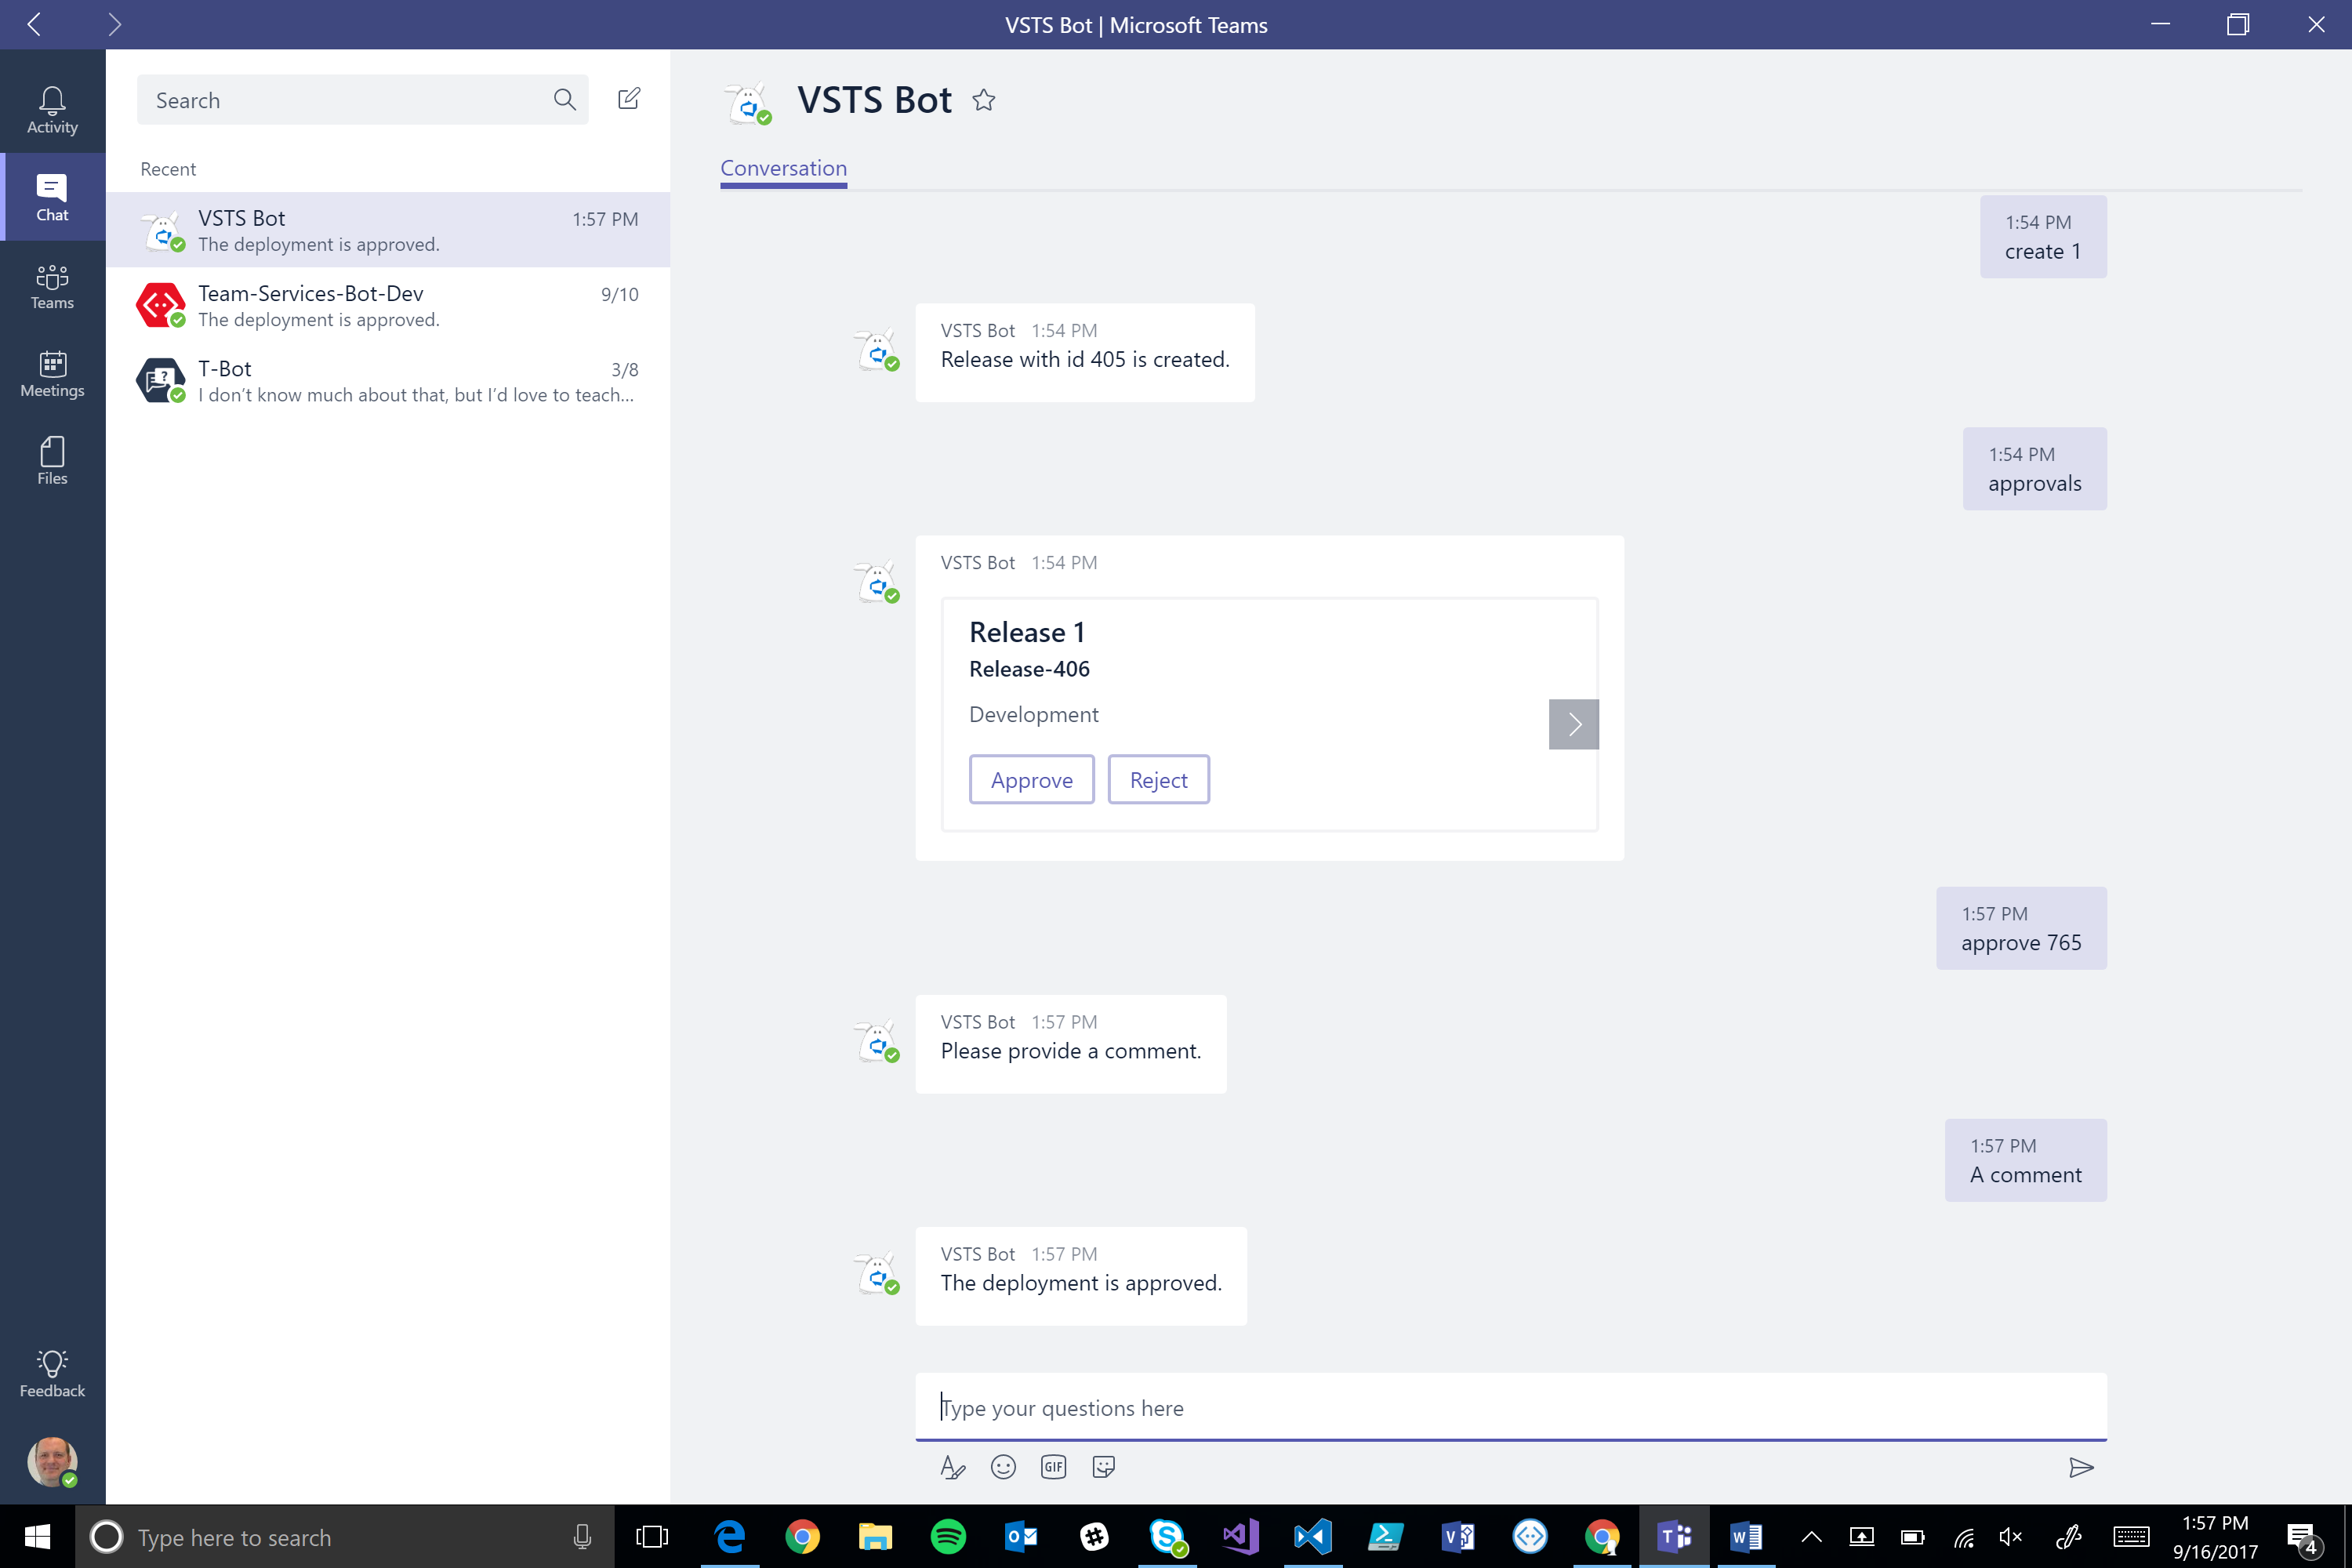 VSTS Bot | Microsoft Teams
Activity
Chat
Teams
Meetings
Files
Feedback
Search
Recent
VSTS Bot 1:57 PM
The deployment is approved.
Team-Services-Bot-Dev 9/10
The deployment is approved.
T-Bot 3/8
I don't know much about that, but I'd love to teach...
VSTS Bot
Conversation
1:54 PM
create 1
VSTS Bot 1:54 PM
Release with id 405 is created.
1:54 PM
approvals
VSTS Bot 1:54 PM
Release 1
Release-406
Development
Approve Reject
1:57 PM
approve 765
VSTS Bot 1:57 PM
Please provide a comment.
1:57 PM
A comment
VSTS Bot 1:57 PM
The deployment is approved.
Type your questions here
GIF
Type here to search
1:57 PM
9/16/2017
4